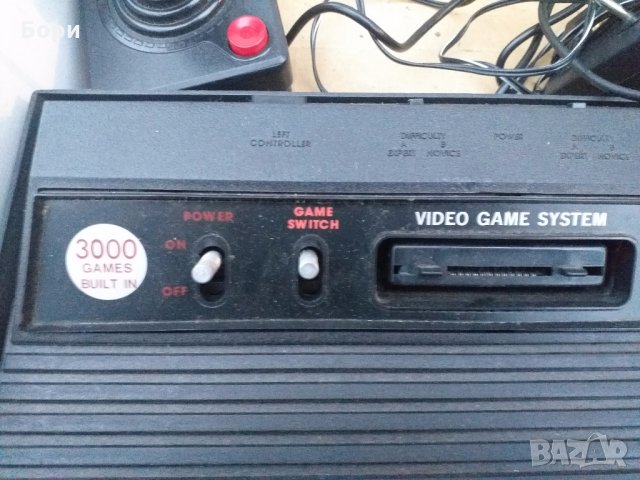 Бори
LEFT
CONTROLLER
DIFFICULTY
A B
EXPERT NOVICE
POWER
DIFFICULTY
A B
EXPERT NOVICE
POWER
ON
OFF
GAME
SWITCH
VIDEO GAME SYSTEM
3000
GAMES
BUILT IN
BAZAR